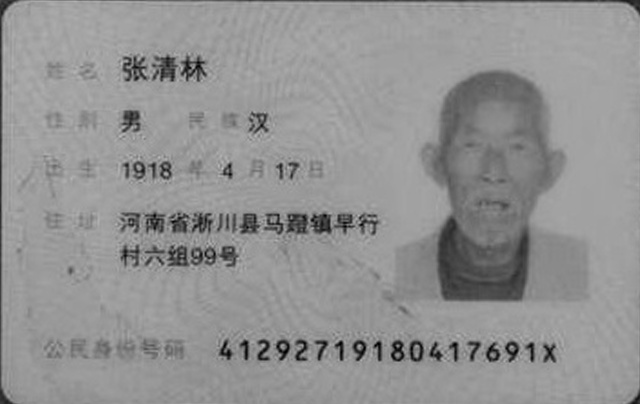 姓名 张清林
性别 男 民族 汉
出生 1918 年 4 月 17 日
住址 河南省淅川县马蹬镇早行
村六组99号
公民身份号码 41292719180417691X